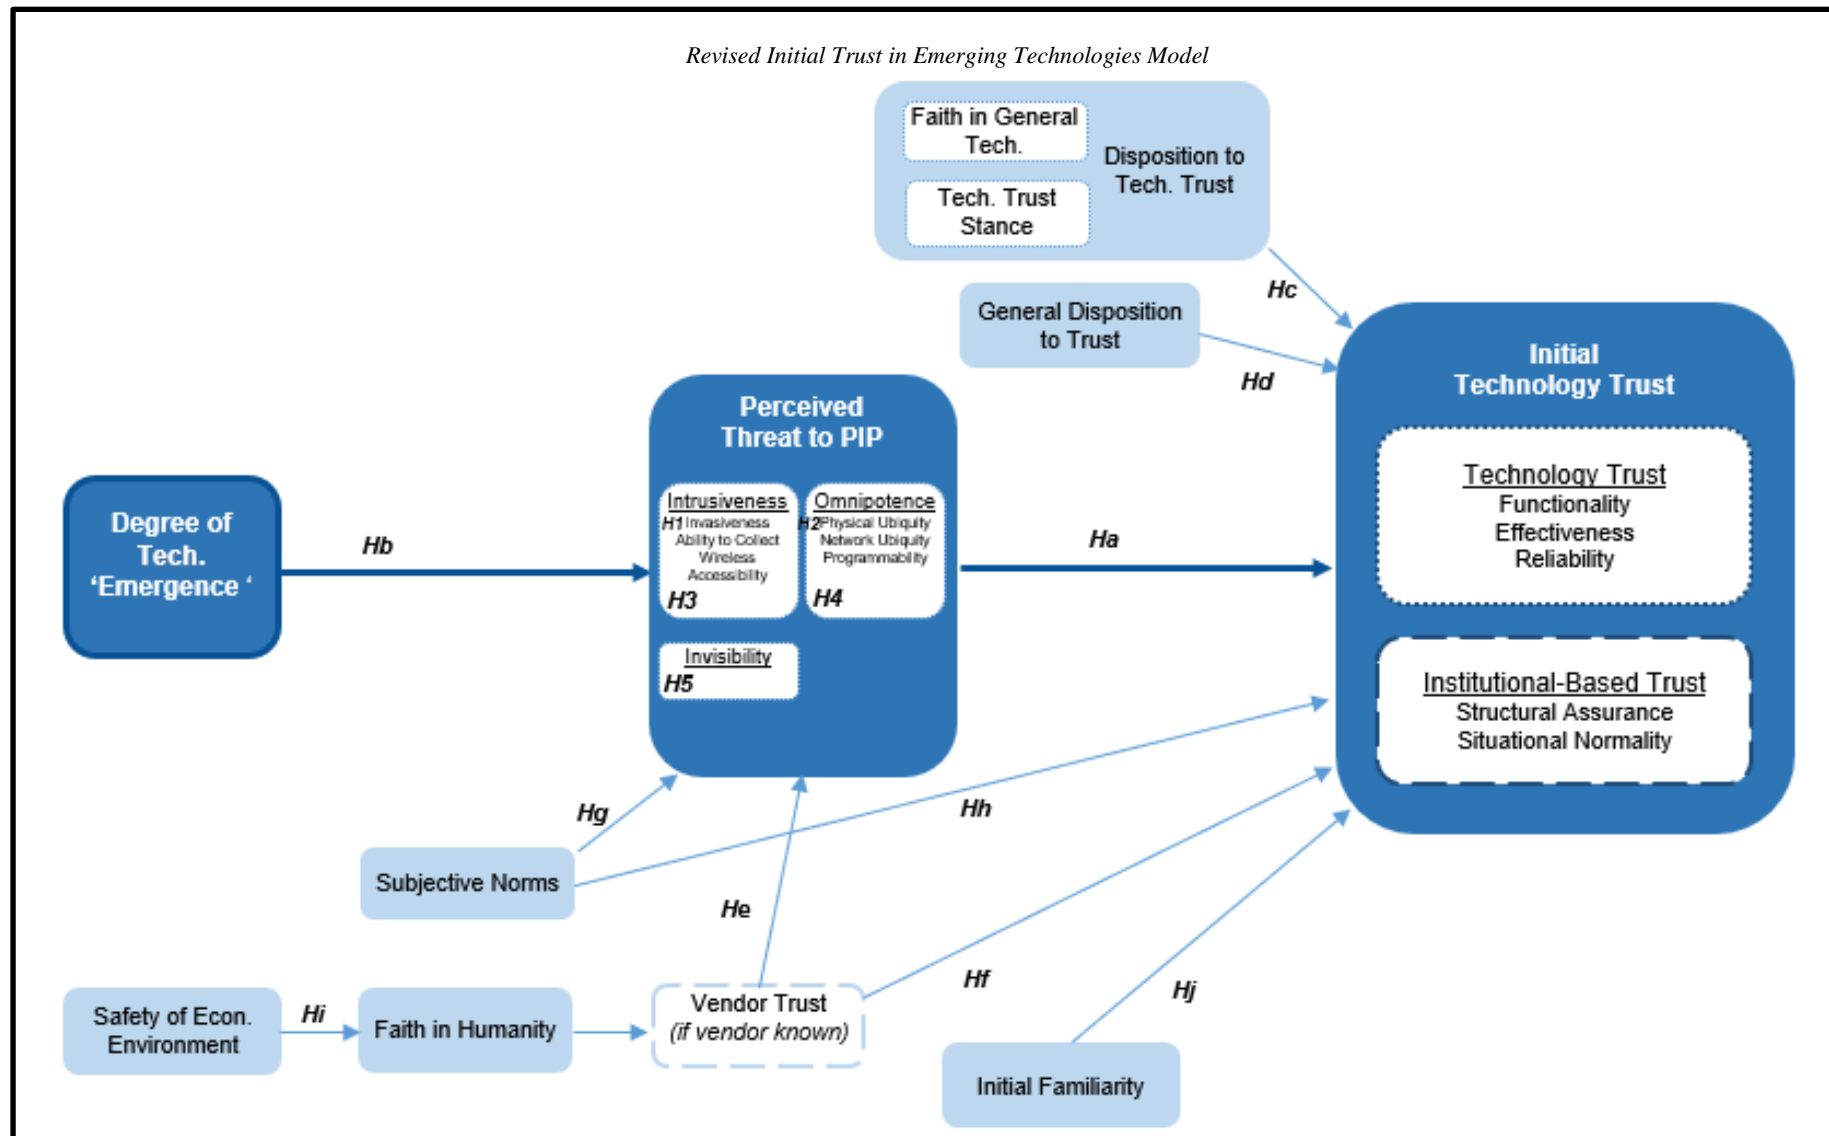 Revised Initial Trust in Emerging Technologies Model
Faith in General
Tech.
Tech. Trust
Stance
Disposition to
Tech. Trust
Hc
General Disposition
to Trust
Hd
Initial
Technology Trust
Technology Trust
Functionality
Effectiveness
Reliability
Institutional-Based Trust
Structural Assurance
Situational Normality
Perceived
Threat to PIP
Intrusiveness
H1 Invasiveness
Ability to Collect
Wireless
Accessibility
H3
Omnipotence
H2 Physical Ubiquity
Network Ubiquity
Programmability
H4
Invisibility
H5
Ha
Degree of
Tech.
‘Emergence ‘
Hb
Hg
Hh
Subjective Norms
He
Hf
Hj
Safety of Econ.
Environment
Hi
Faith in Humanity
Vendor Trust
(if vendor known)
Initial Familiarity